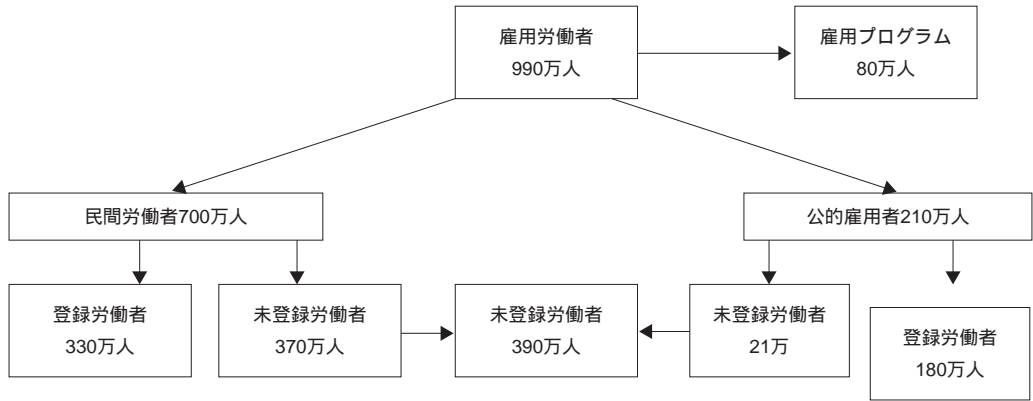 雇用労働者
990万人
雇用プログラム
80万人
民間労働者700万人
公的雇用者210万人
登録労働者
330万人
未登録労働者
370万人
未登録労働者
390万人
未登録労働者
21万
登録労働者
180万人